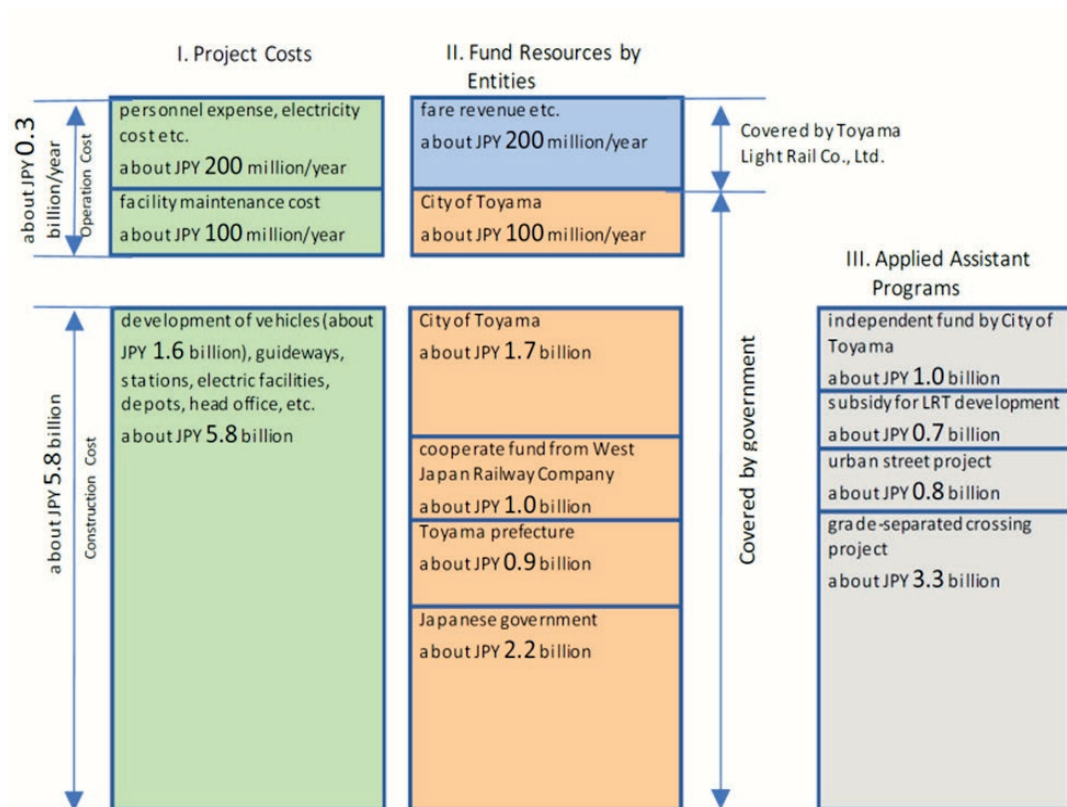 I. Project Costs
II. Fund Resources by
Entities
about JPY 0.3
billion/year
Operation Cost
personnel expense, electricity
cost etc.
about JPY 200 million/year
facility maintenance cost
about JPY 100 million/year
fare revenue etc.
about JPY 200 million/year
City of Toyama
about JPY 100 million/year
Covered by Toyama
Light Rail Co., Ltd.
Covered by government
III. Applied Assistant
Programs
about JPY 5.8 billion
Construction Cost
development of vehicles (about
JPY 1.6 billion), guideways,
stations, electric facilities,
depots, head office, etc.
about JPY 5.8 billion
City of Toyama
about JPY 1.7 billion
cooperate fund from West
Japan Railway Company
about JPY 1.0 billion
Toyama prefecture
about JPY 0.9 billion
Japanese government
about JPY 2.2 billion
independent fund by City of
Toyama
about JPY 1.0 billion
subsidy for LRT development
about JPY 0.7 billion
urban street project
about JPY 0.8 billion
grade-separated crossing
project
about JPY 3.3 billion